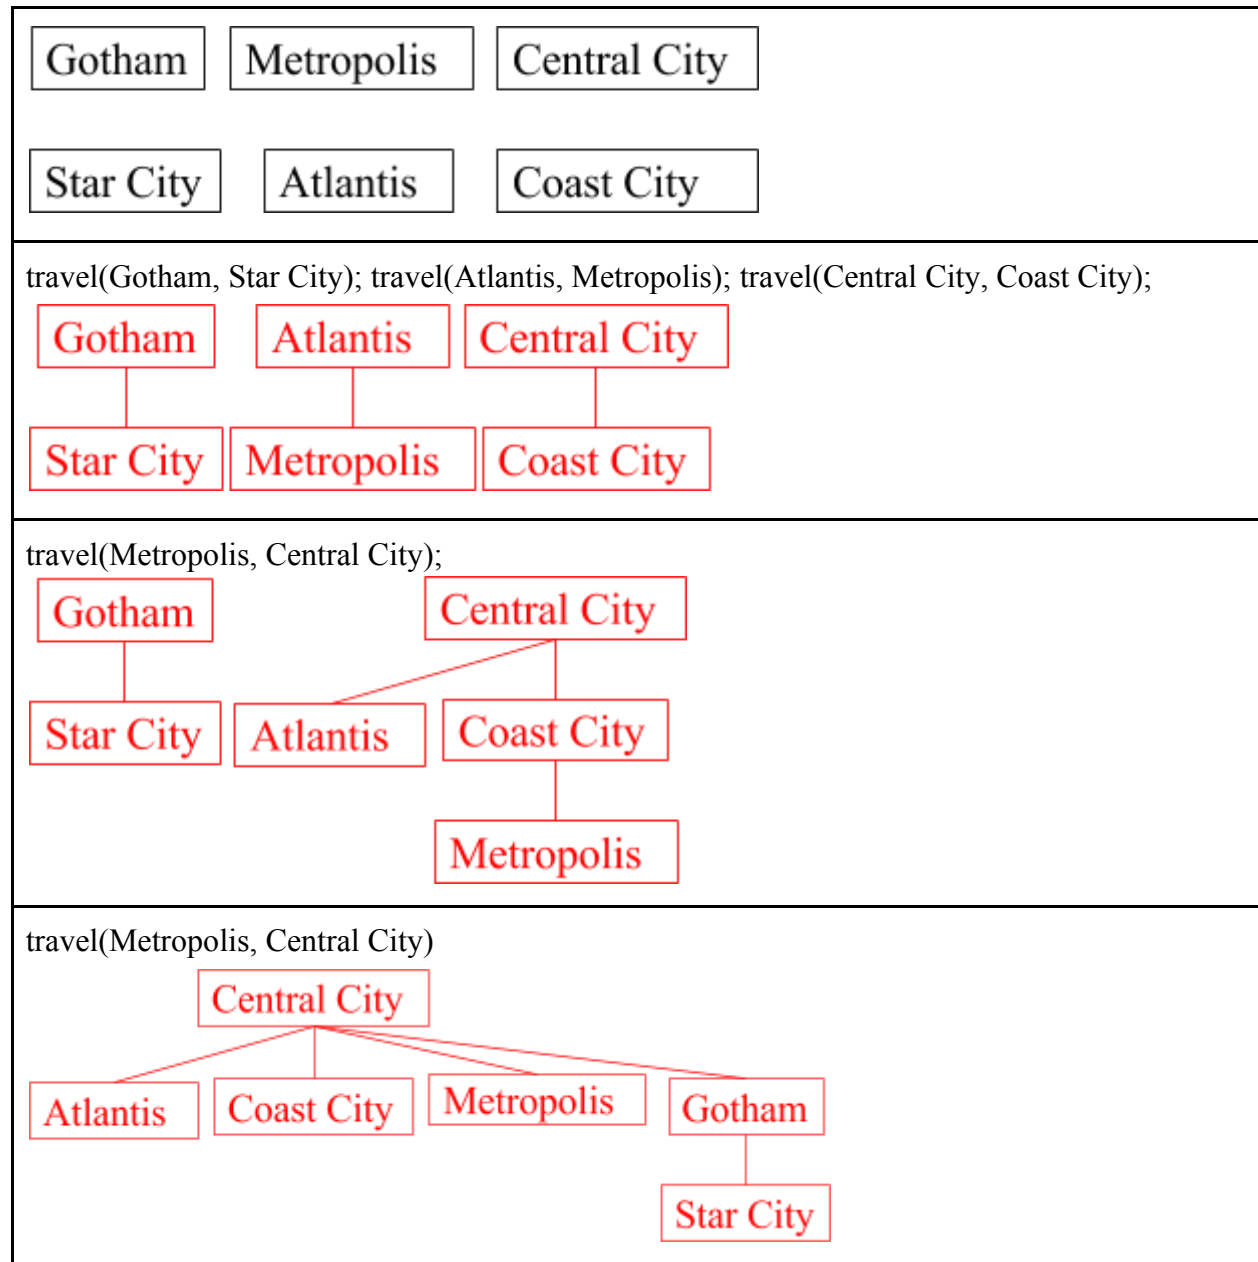 Gotham Metropolis Central City
Star City Atlantis Coast City
travel(Gotham, Star City); travel(Atlantis, Metropolis); travel(Central City, Coast City);
Gotham Atlantis Central City
Star City Metropolis Coast City
travel(Metropolis, Central City);
Gotham Central City
Star City Atlantis Coast City
Metropolis
travel(Metropolis, Central City)
Central City
Atlantis Coast City Metropolis Gotham
Star City